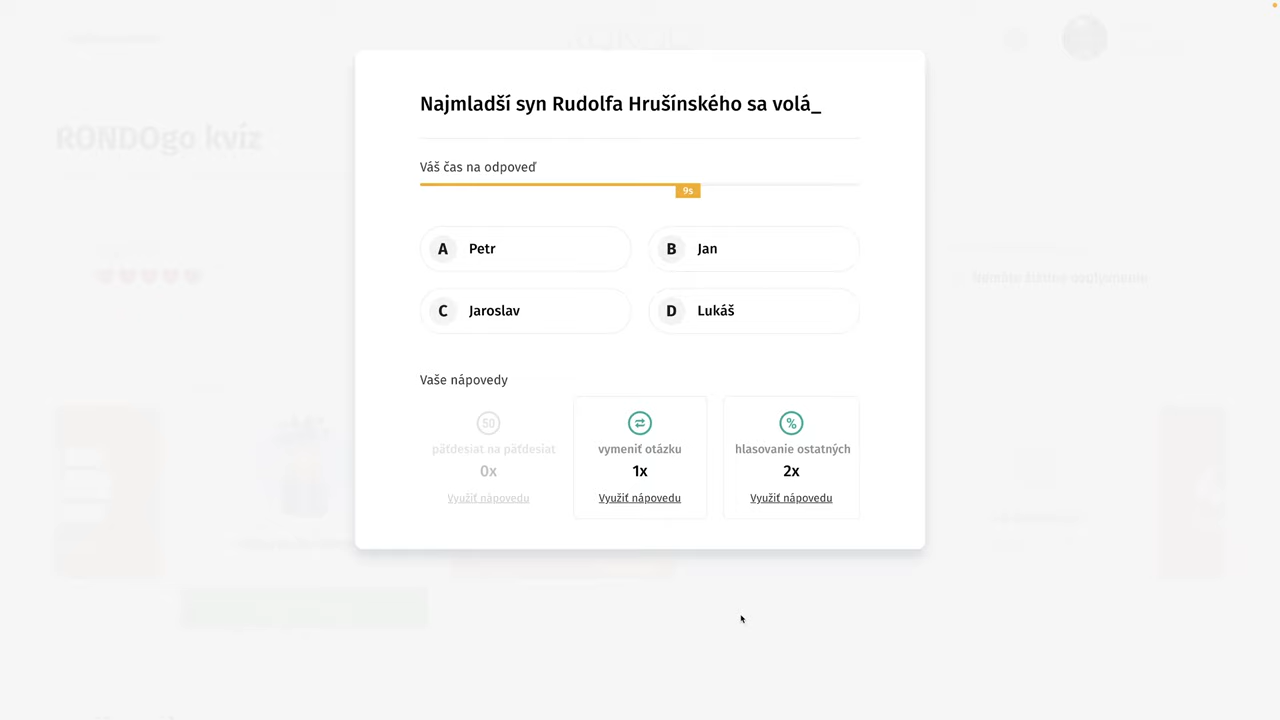 RONDOgo kvíz
Najmladší syn Rudolfa Hrušínského sa volá_
Váš čas na odpoveď
9s
A Petr
B Jan
C Jaroslav
D Lukáš
Vaše nápovedy
50
päťdesiat na päťdesiat
0x
Využiť nápovedu
vymeniť otázku
1x
Využiť nápovedu
%
hlasovanie ostatných
2x
Využiť nápovedu